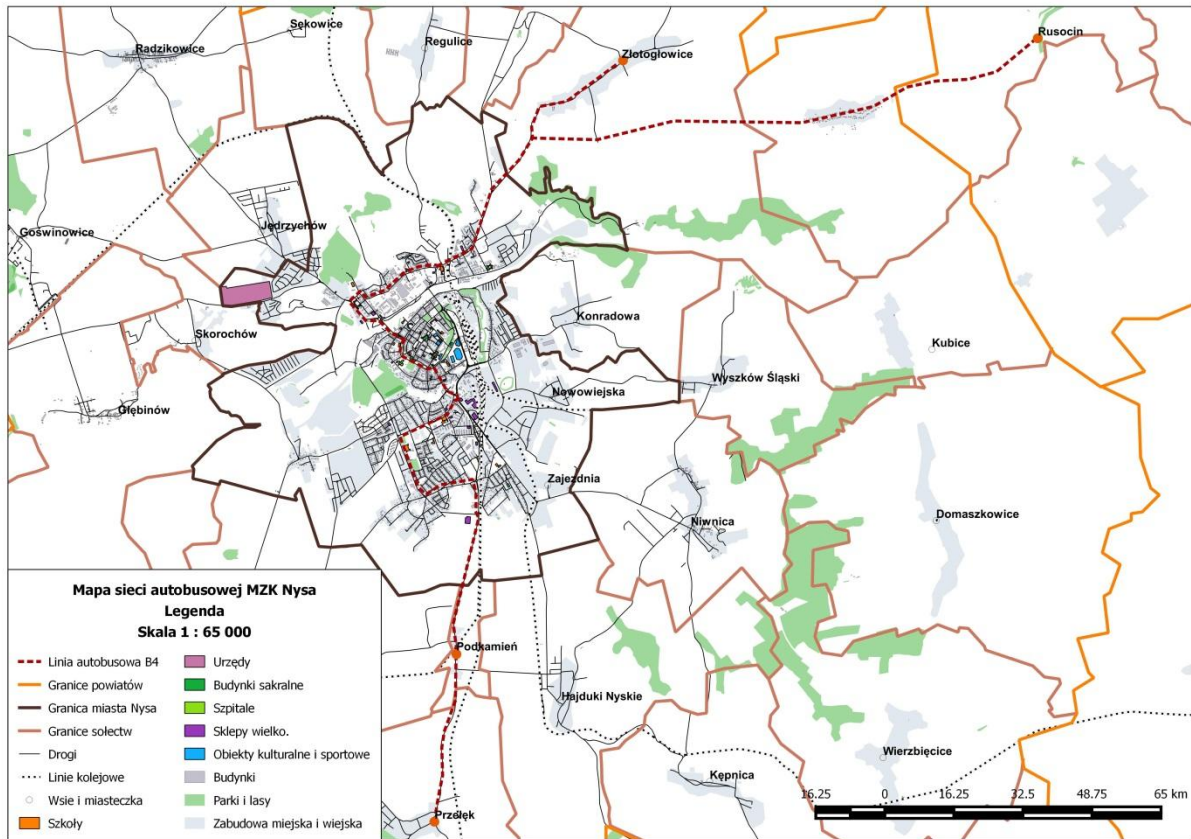 Sękowice
Rusocin
Radzikowice
Regulice
Złotogłowice
Jędrzychów
Goświnowice
Skorochów
Konradowa
Kubice
Wyszków Śląski
Głębinów
Nowowiejska
Zajezdnia
Niwnica
Domaszkowice
Podkamień
Hajduki Nyskie
Wierzbięcice
Kępnica
Przełęk
Mapa sieci autobusowej MZK Nysa
Legenda
Skala 1 : 65 000
Linia autobusowa B4
Granice powiatów
Granica miasta Nysa
Granice sołectw
Drogi
Linie kolejowe
Wsie i miasteczka
Szkoły
Urzędy
Budynki sakralne
Szpitale
Sklepy wielko.
Obiekty kulturalne i sportowe
Budynki
Parki i lasy
Zabudowa miejska i wiejska
16.25 0 16.25 32.5 48.75 65 km